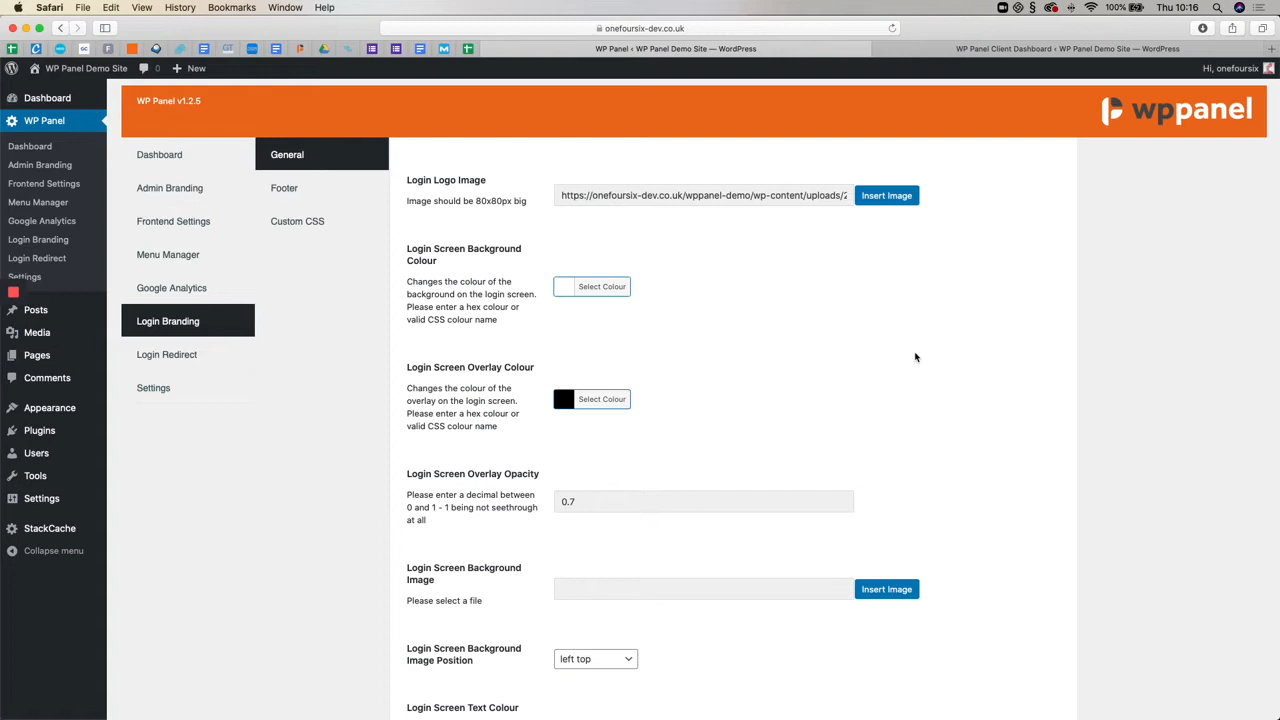 Safari File Edit View History Bookmarks Window Help
100%
onefoursix-dev.co.uk
WP Panel ‹ WP Panel Demo Site — WordPress
WP Panel Client Dashboard ‹ WP Panel Demo Site — WordPress
WP Panel Demo Site 0 New
Hi, onefoursix
Dashboard
WP Panel
Dashboard
Admin Branding
Frontend Settings
Menu Manager
Google Analytics
Login Branding
Login Redirect
Settings
Posts
Media
Pages
Comments
Appearance
Plugins
Users
Tools
Settings
StackCache
Collapse menu
WP Panel v1.2.5
wppanel
Dashboard
Admin Branding
Frontend Settings
Menu Manager
Google Analytics
Login Branding
Login Redirect
Settings
General
Footer
Custom CSS
Login Logo Image
Image should be 80x80px big
https://onefoursix-dev.co.uk/wppanel-demo/wp-content/uploads/2
Insert Image
Login Screen Background
Colour
Changes the colour of the
background on the login screen.
Please enter a hex colour or
valid CSS colour name
Select Colour
Login Screen Overlay Colour
Changes the colour of the
overlay on the login screen.
Please enter a hex colour or
valid CSS colour name
Select Colour
Login Screen Overlay Opacity
Please enter a decimal between
0 and 1 - 1 being not seethrough
at all
0.7
Login Screen Background
Image
Please select a file
Insert Image
Login Screen Background
Image Position
left top
Login Screen Text Colour